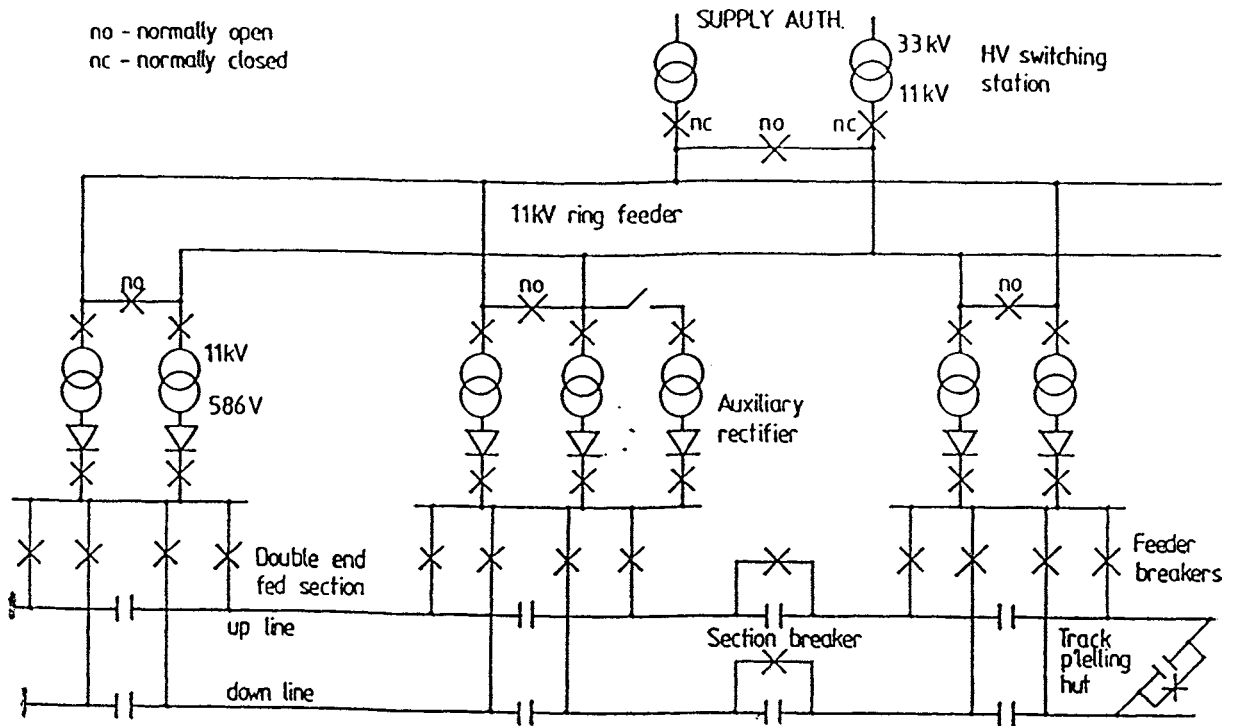 no - normally open
nc - normally closed
SUPPLY AUTH.
33kV
11kV
HV switching
station
nc
no
nc
11kV ring feeder
no
no
no
11kV
586V
Auxiliary
rectifier
Double end
fed section
Feeder
breakers
up line
Section breaker
Track
p'lelling
hut
down line